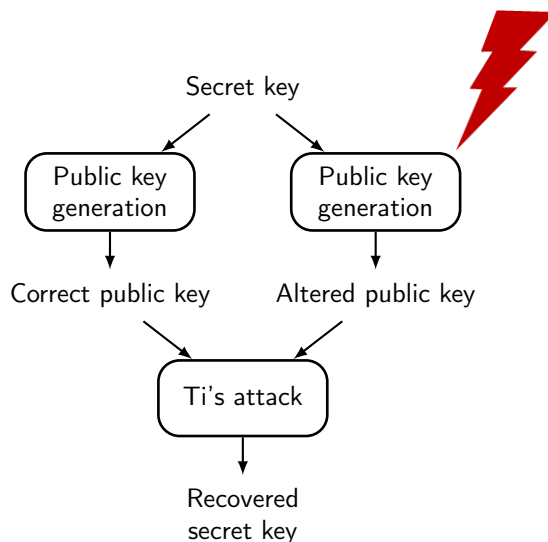 Secret key
Public key
generation
Public key
generation
Correct public key
Altered public key
Ti's attack
Recovered
secret key